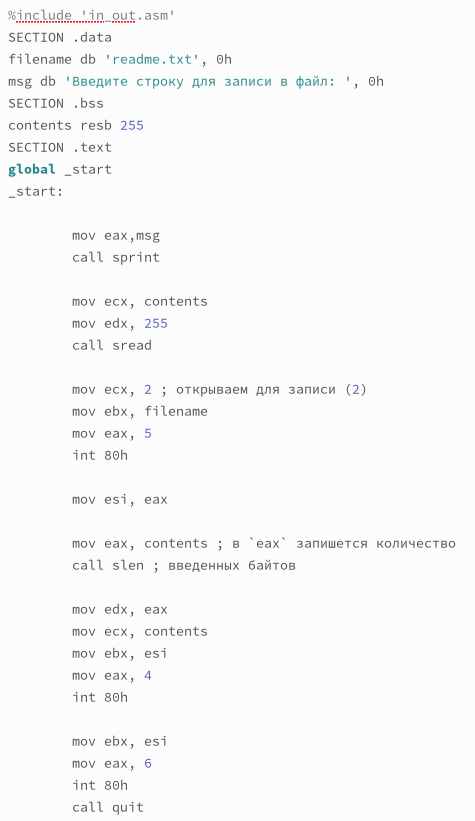 %include 'in_out.asm'
SECTION .data
filename db 'readme.txt', 0h
msg db 'Введите строку для записи в файл: ', 0h
SECTION .bss
contents resb 255
SECTION .text
global _start
_start:
mov eax,msg
call sprint
mov ecx, contents
mov edx, 255
call sread
mov ecx, 2 ; открываем для записи (2)
mov ebx, filename
mov eax, 5
int 80h
mov esi, eax
mov eax, contents ; в `eax` запишется количество
call slen ; введенных байтов
mov edx, eax
mov ecx, contents
mov ebx, esi
mov eax, 4
int 80h
mov ebx, esi
mov eax, 6
int 80h
call quit